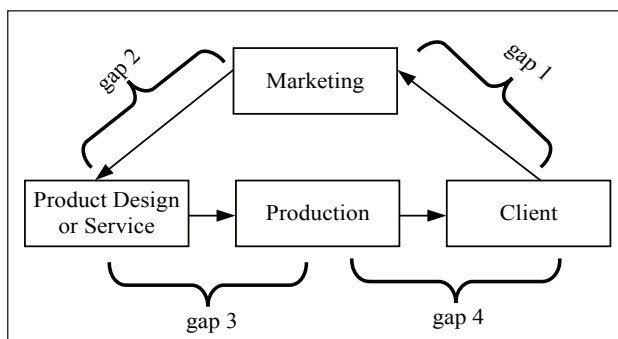 gap 2
Marketing
gap 1
Product Design
or Service
Production
Client
gap 3
gap 4